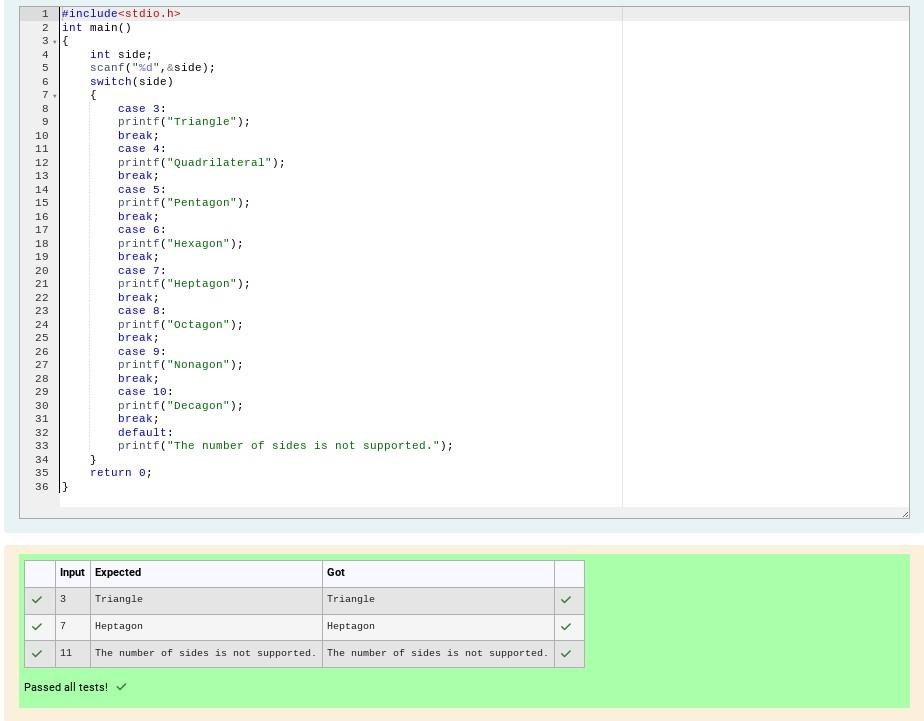 1 #include<stdio.h>
2 int main()
3 {
4     int side;
5     scanf("%d",&side);
6     switch(side)
7     {
8         case 3:
9         printf("Triangle");
10         break;
11         case 4:
12         printf("Quadrilateral");
13         break;
14         case 5:
15         printf("Pentagon");
16         break;
17         case 6:
18         printf("Hexagon");
19         break;
20         case 7:
21         printf("Heptagon");
22         break;
23         case 8:
24         printf("Octagon");
25         break;
26         case 9:
27         printf("Nonagon");
28         break;
29         case 10:
30         printf("Decagon");
31         break;
32         default:
33         printf("The number of sides is not supported.");
34     }
35     return 0;
36 }
Input Expected Got
3 Triangle Triangle
7 Heptagon Heptagon
11 The number of sides is not supported. The number of sides is not supported.
Passed all tests!